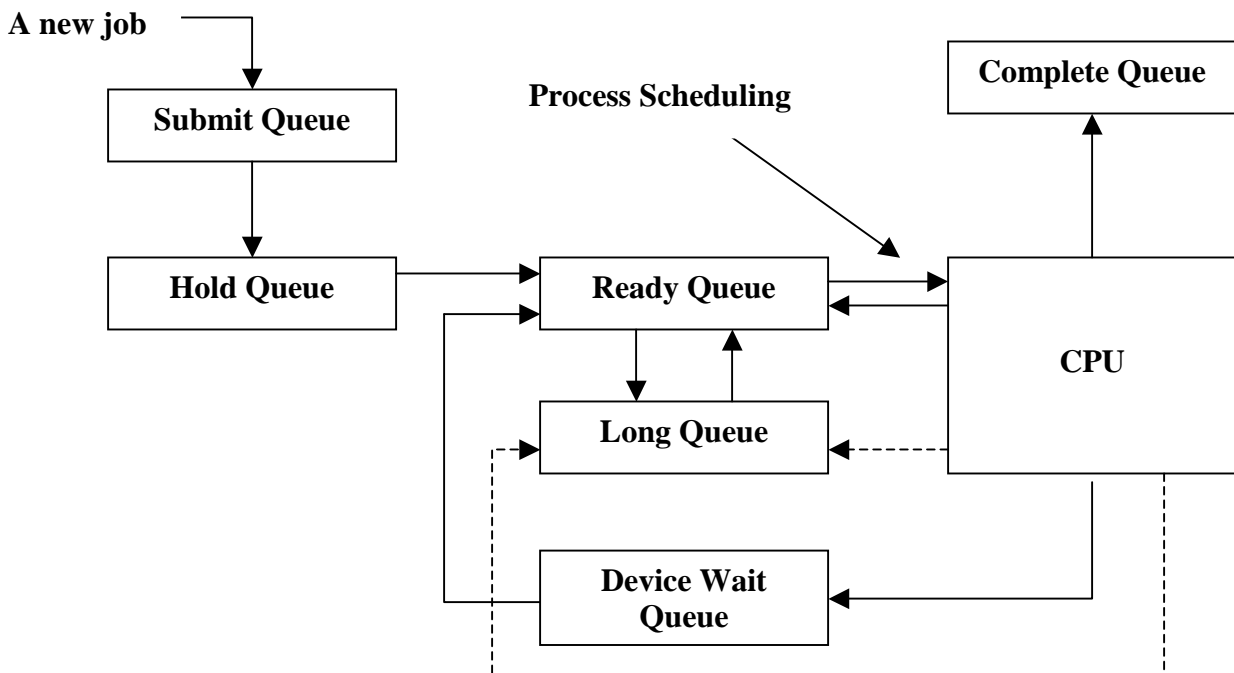 A new job
Submit Queue
Process Scheduling
Complete Queue
Hold Queue
Ready Queue
CPU
Long Queue
Device Wait
Queue